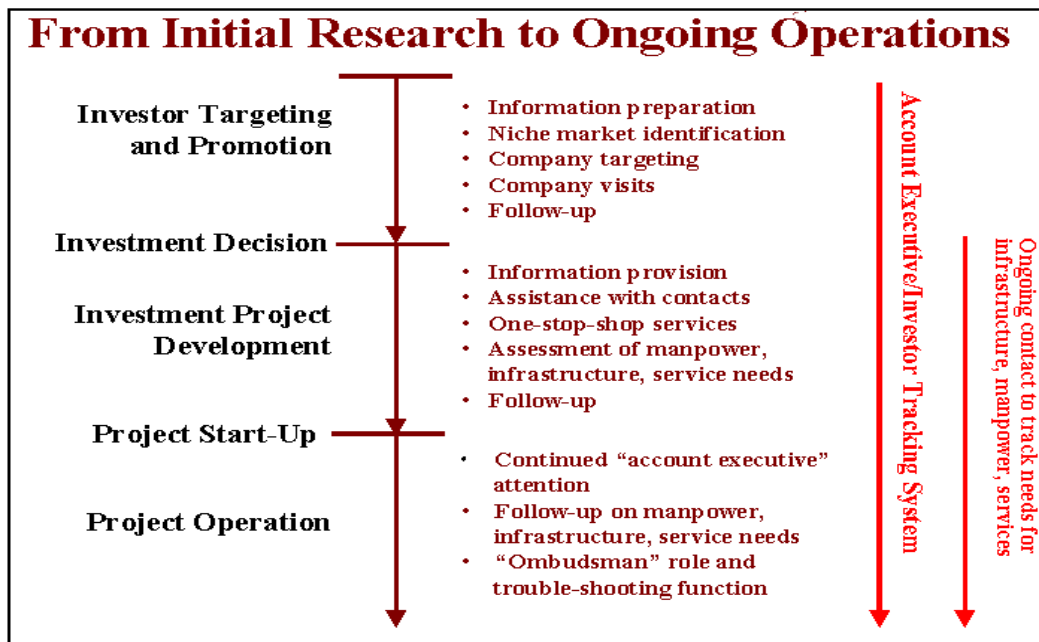 From Initial Research to Ongoing Operations
Investor Targeting
and Promotion
• Information preparation
• Niche market identification
• Company targeting
• Company visits
• Follow-up
Investment Decision
Investment Project
Development
• Information provision
• Assistance with contacts
• One-stop-shop services
• Assessment of manpower,
infrastructure, service needs
• Follow-up
Project Start-Up
Project Operation
• Continued “account executive”
attention
• Follow-up on manpower,
infrastructure, service needs
• “Ombudsman” role and
trouble-shooting function
Account Executive/Investor Tracking System
Ongoing contact to track needs for
infrastructure, manpower, services